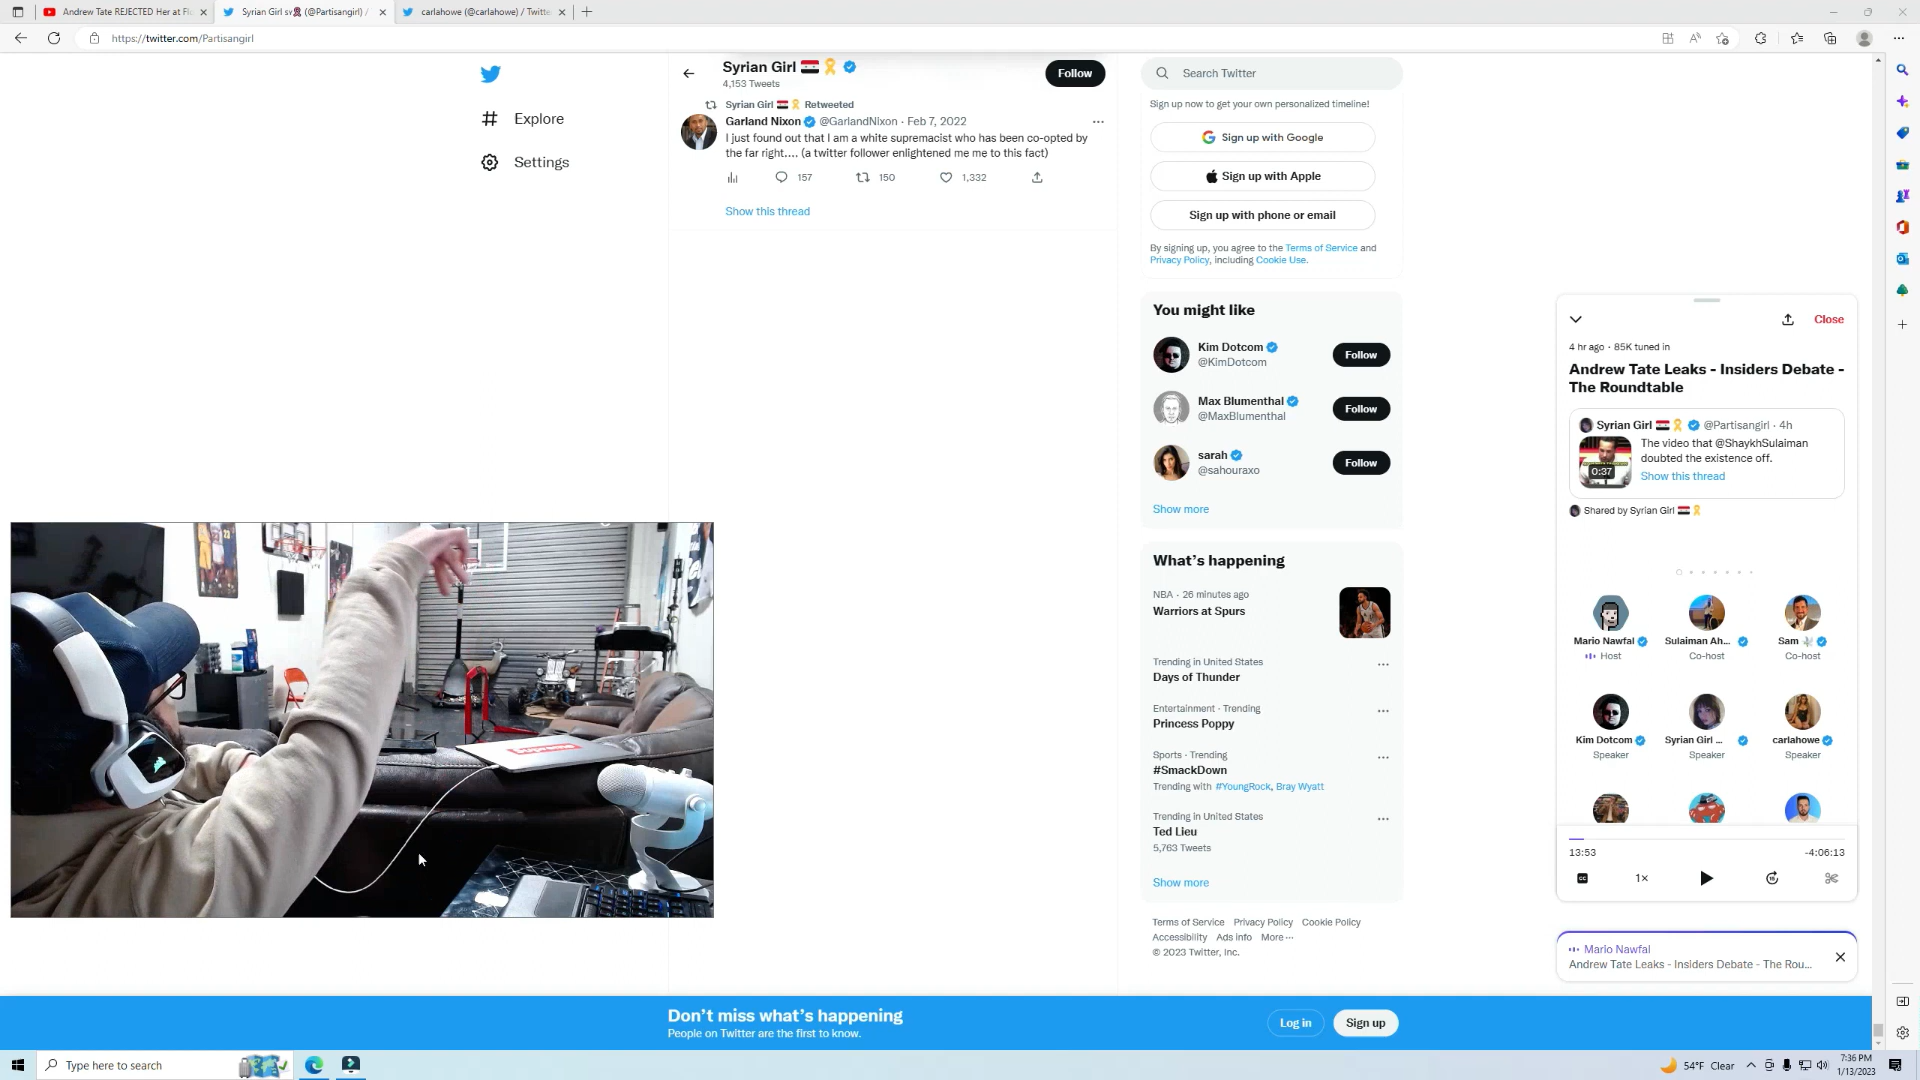 Andrew Tate REJECTED Her at Fl
Syrian Girl (@Partisangirl) /
carlahowe (@carlahowe) / Twitte
https://twitter.com/Partisangirl
Explore
Settings
Syrian Girl
4,153 Tweets
Follow
Syrian Girl Retweeted
Garland Nixon @GarlandNixon · Feb 7, 2022
I just found out that I am a white supremacist who has been co-opted by
the far right.... (a twitter follower enlightened me me to this fact)
157 150 1,332
Show this thread
Search Twitter
Sign up now to get your own personalized timeline!
Sign up with Google
Sign up with Apple
Sign up with phone or email
By signing up, you agree to the Terms of Service and
Privacy Policy, including Cookie Use.
You might like
Kim Dotcom
@KimDotcom
Follow
Max Blumenthal
@MaxBlumenthal
Follow
sarah
@sahouraxo
Follow
Show more
What's happening
NBA · 26 minutes ago
Warriors at Spurs
Trending in United States
Days of Thunder
Entertainment · Trending
Princess Poppy
Sports · Trending
#SmackDown
Trending with #YoungRock, Bray Wyatt
Trending in United States
Ted Lieu
5,763 Tweets
Show more
Terms of Service Privacy Policy Cookie Policy
Accessibility Ads info More ···
© 2023 Twitter, Inc.
Close
4 hr ago · 85K tuned in
Andrew Tate Leaks - Insiders Debate -
The Roundtable
Syrian Girl @Partisangirl · 4h
The video that @ShaykhSulaiman
doubted the existence off.
0:37
Show this thread
Shared by Syrian Girl
Mario Nawfal Sulaiman Ah... Sam
Host Co-host Co-host
Kim Dotcom Syrian Girl ... carlahowe
Speaker Speaker Speaker
13:53 -4:06:13
CC 1× 15
Mario Nawfal
Andrew Tate Leaks - Insiders Debate - The Rou...
Supreme
Don't miss what's happening
People on Twitter are the first to know.
Log in
Sign up
Type here to search
54°F Clear
7:36 PM
1/13/2023